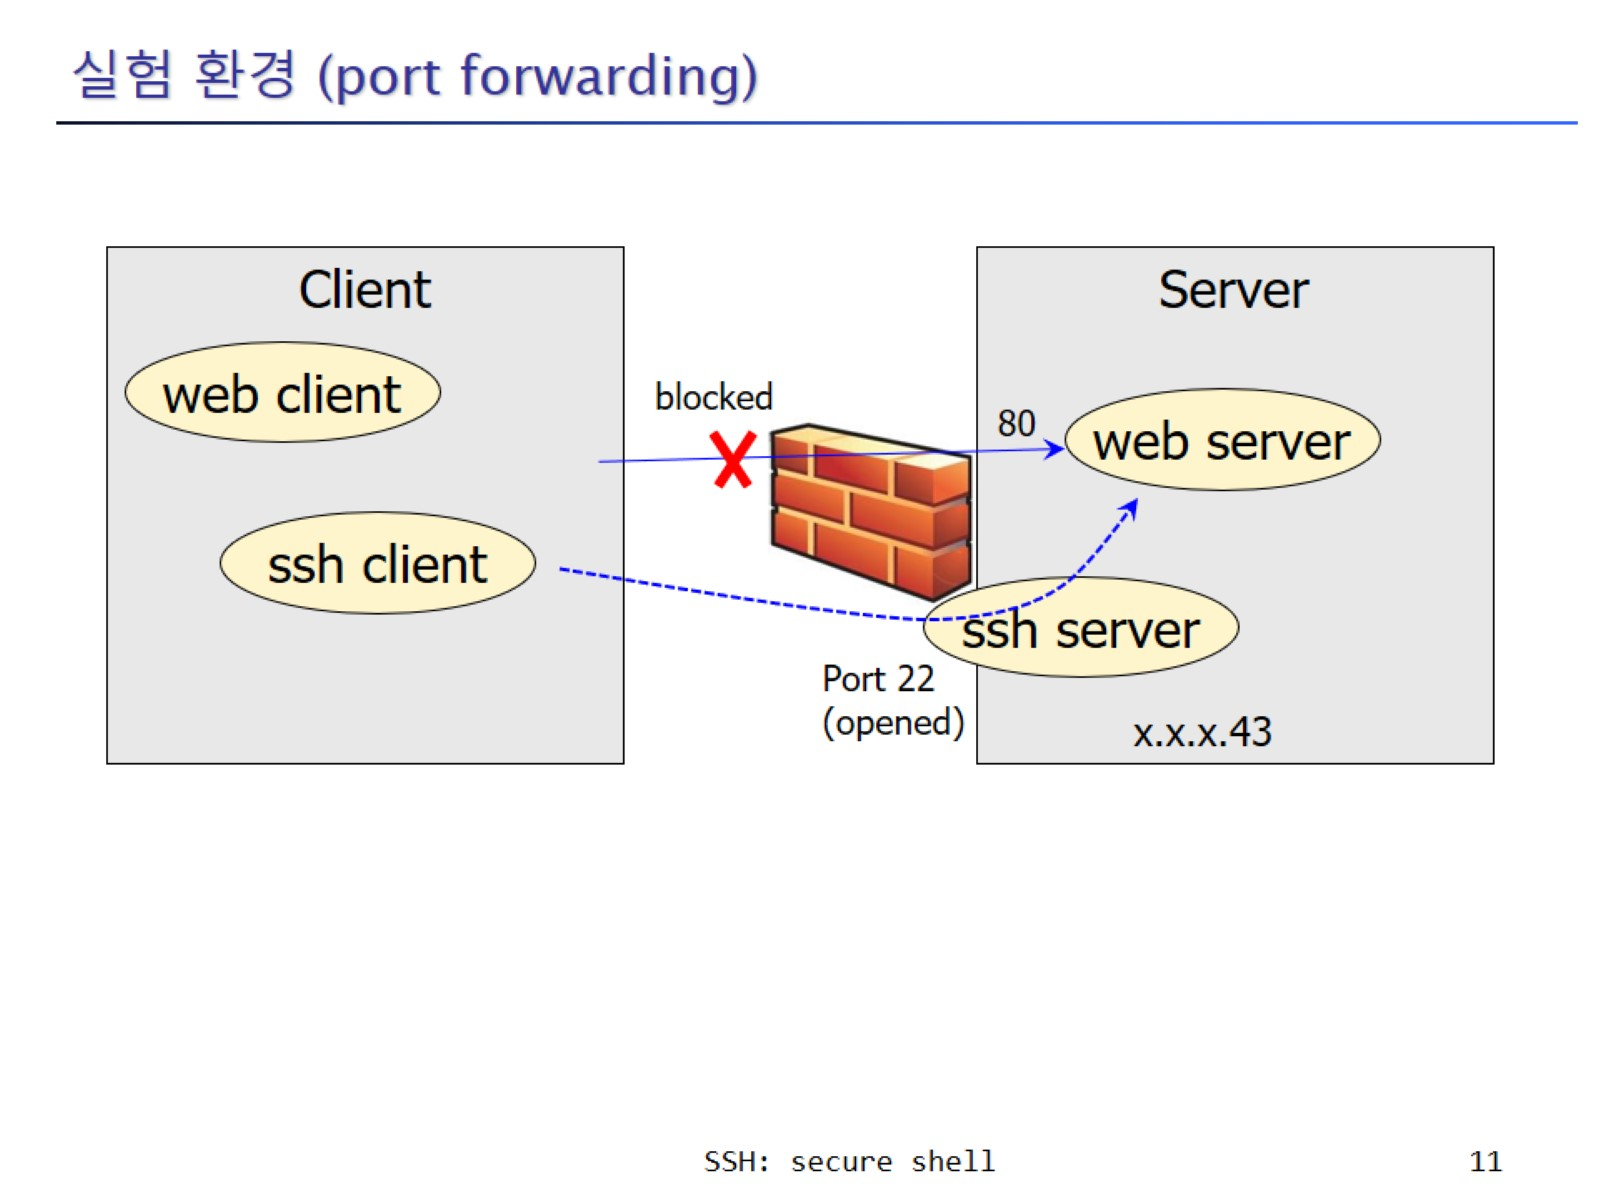 실험 환경 (port forwarding)
Client
web client
ssh client
blocked
80
Port 22
(opened)
Server
web server
ssh server
x.x.x.43
SSH: secure shell
11